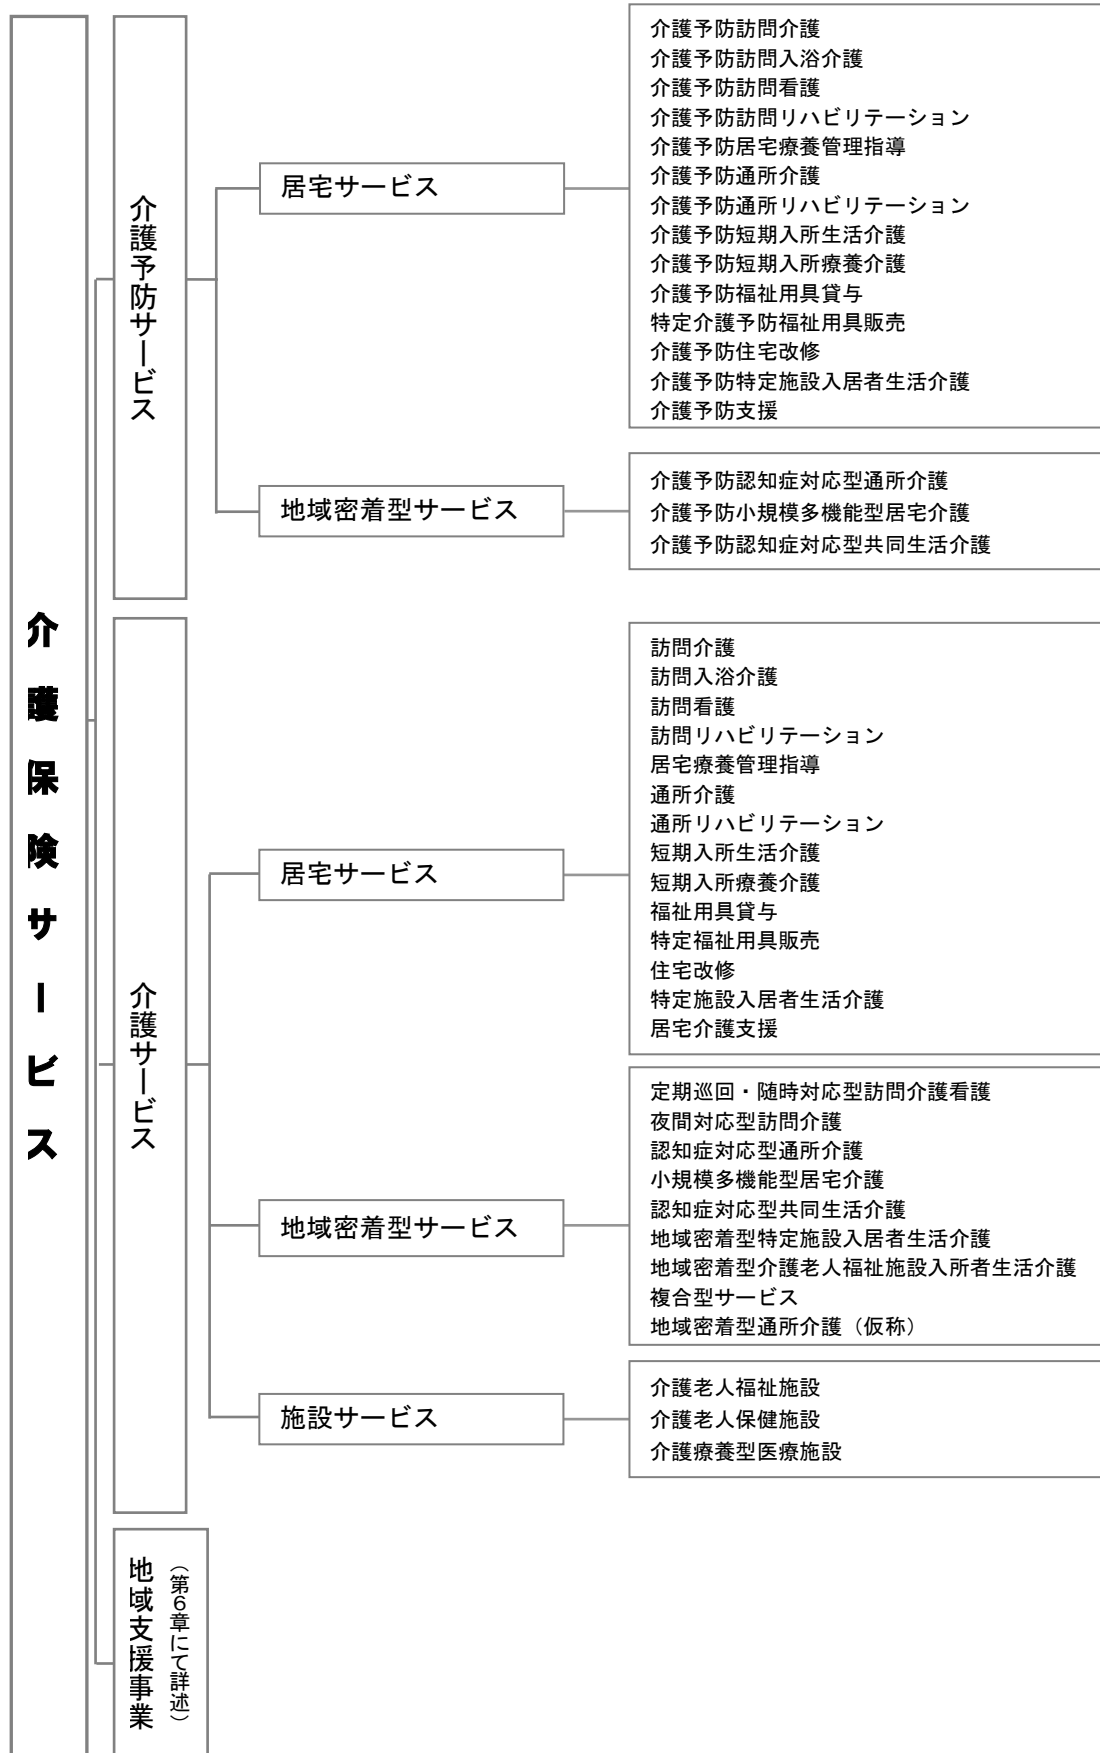 介護保険サービス
介護予防サービス
居宅サービス
介護予防訪問介護
介護予防訪問入浴介護
介護予防訪問看護
介護予防訪問リハビリテーション
介護予防居宅療養管理指導
介護予防通所介護
介護予防通所リハビリテーション
介護予防短期入所生活介護
介護予防短期入所療養介護
介護予防福祉用具貸与
特定介護予防福祉用具販売
介護予防住宅改修
介護予防特定施設入居者生活介護
介護予防支援
地域密着型サービス
介護予防認知症対応型通所介護
介護予防小規模多機能型居宅介護
介護予防認知症対応型共同生活介護
介護サービス
居宅サービス
訪問介護
訪問入浴介護
訪問看護
訪問リハビリテーション
居宅療養管理指導
通所介護
通所リハビリテーション
短期入所生活介護
短期入所療養介護
福祉用具貸与
特定福祉用具販売
住宅改修
特定施設入居者生活介護
居宅介護支援
地域密着型サービス
定期巡回・随時対応型訪問介護看護
夜間対応型訪問介護
認知症対応型通所介護
小規模多機能型居宅介護
認知症対応型共同生活介護
地域密着型特定施設入居者生活介護
地域密着型介護老人福祉施設入所者生活介護
複合型サービス
地域密着型通所介護（仮称）
施設サービス
介護老人福祉施設
介護老人保健施設
介護療養型医療施設
地域支援事業
（第６章にて詳述）